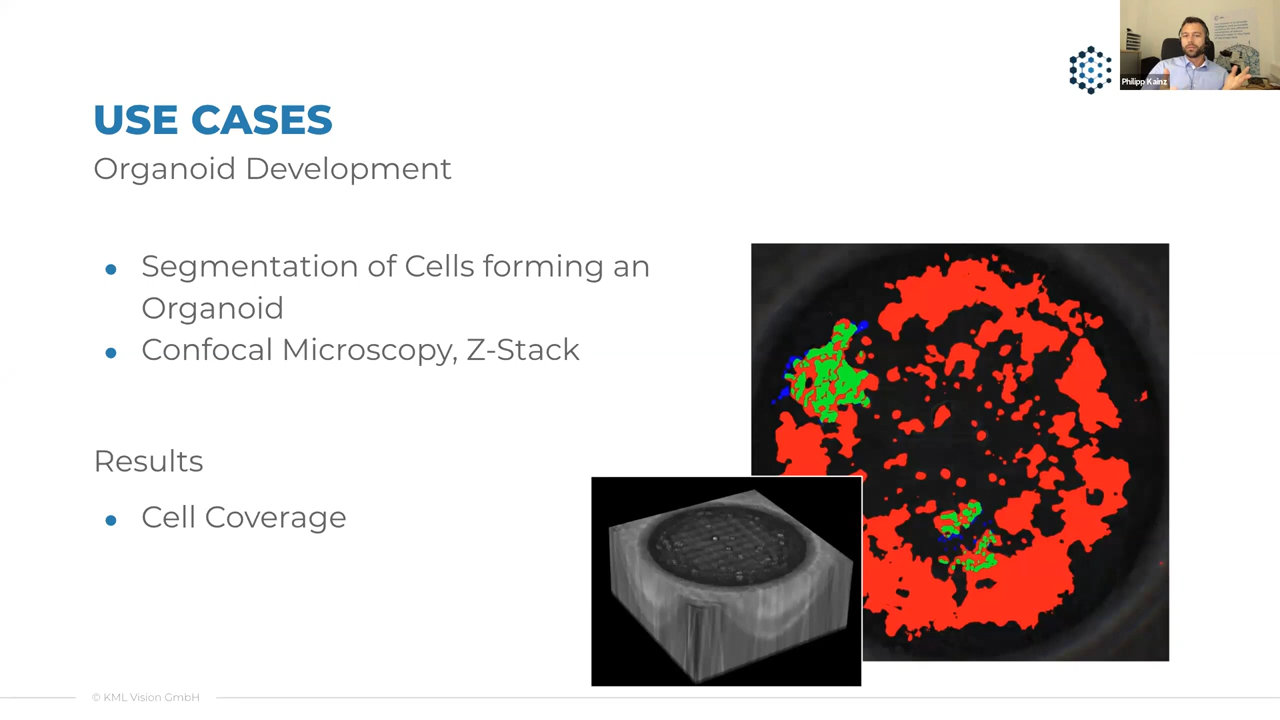 Philipp Kainz
USE CASES
Organoid Development
● Segmentation of Cells forming an
Organoid
● Confocal Microscopy, Z-Stack
Results
● Cell Coverage
© KML Vision GmbH